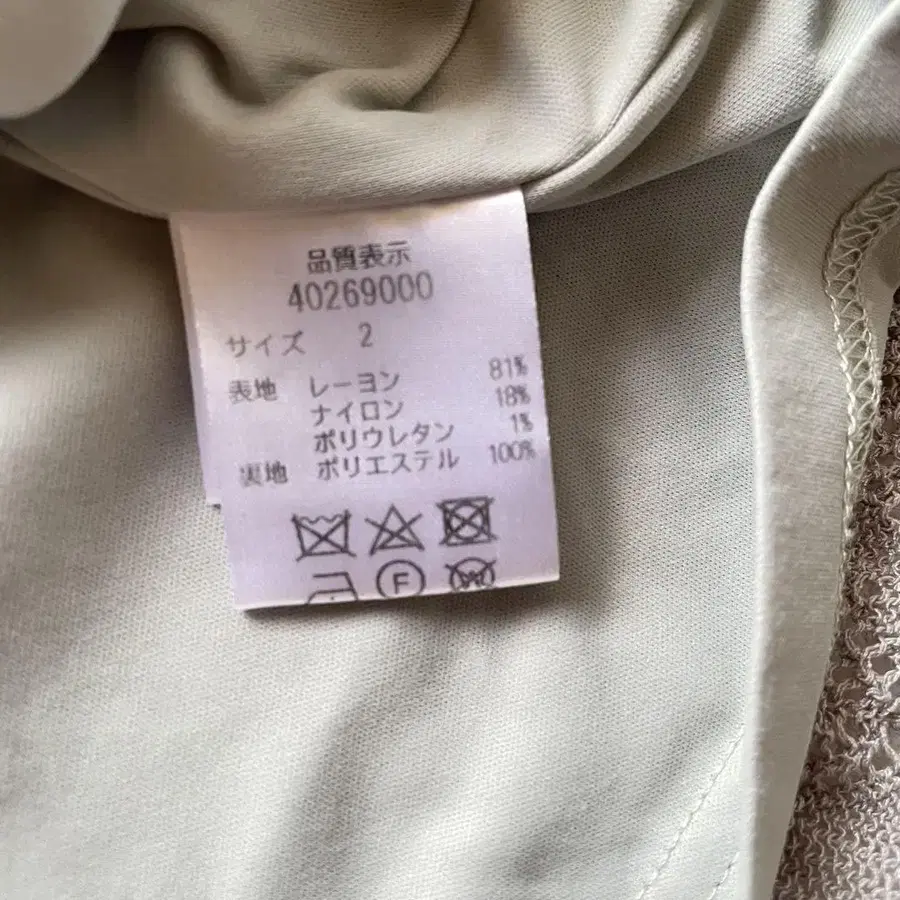 品質表示
40269000
サイズ 2
表地 レーヨン 81%
ナイロン 18%
ポリウレタン 1%
裏地 ポリエステル 100%
F W